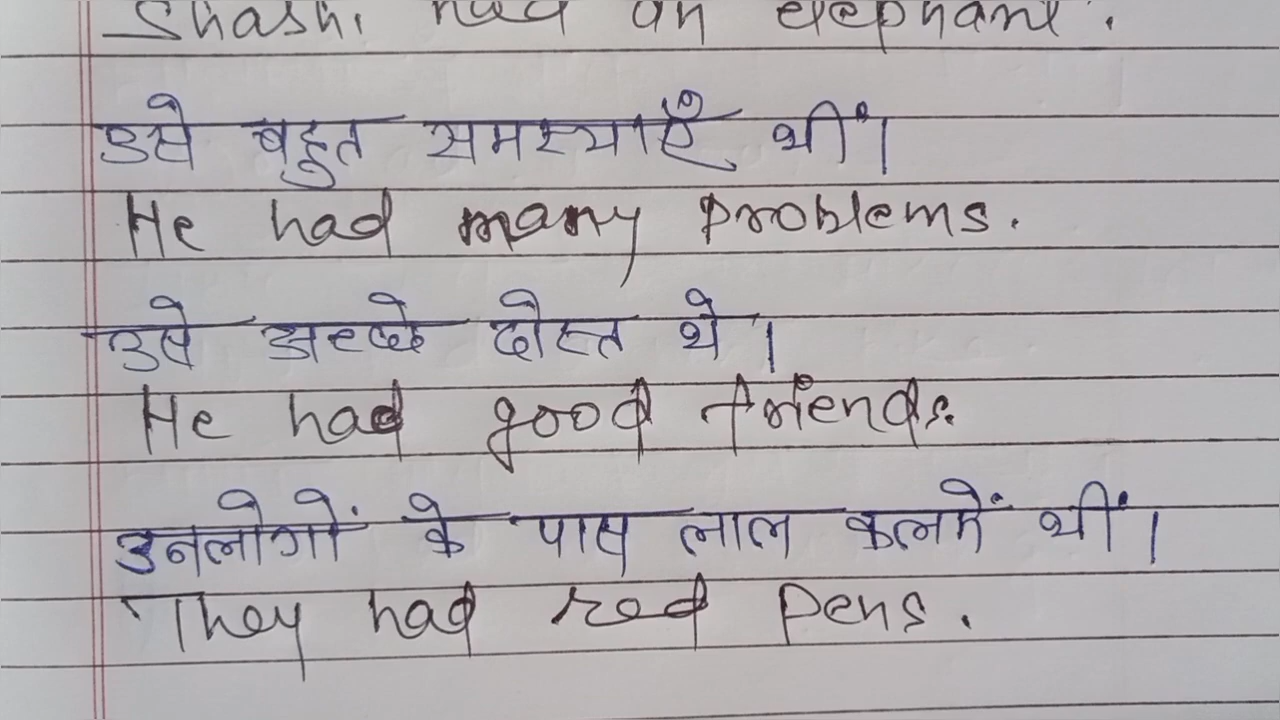 Shashi had an elephant.
उसे बहुत समस्याएँ थीं।
He had many problems.
उसे अच्छे दोस्त थे।
He had good friends.
उनलोगों के पास लाल कलमें थीं।
They had red pens.